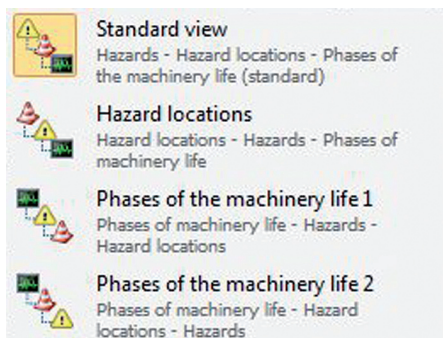 Standard view
Hazards - Hazard locations - Phases of
the machinery life (standard)
Hazard locations
Hazard locations - Hazards - Phases of
machinery life
Phases of the machinery life 1
Phases of machinery life - Hazards -
Hazard locations
Phases of the machinery life 2
Phases of machinery life - Hazard
locations - Hazards